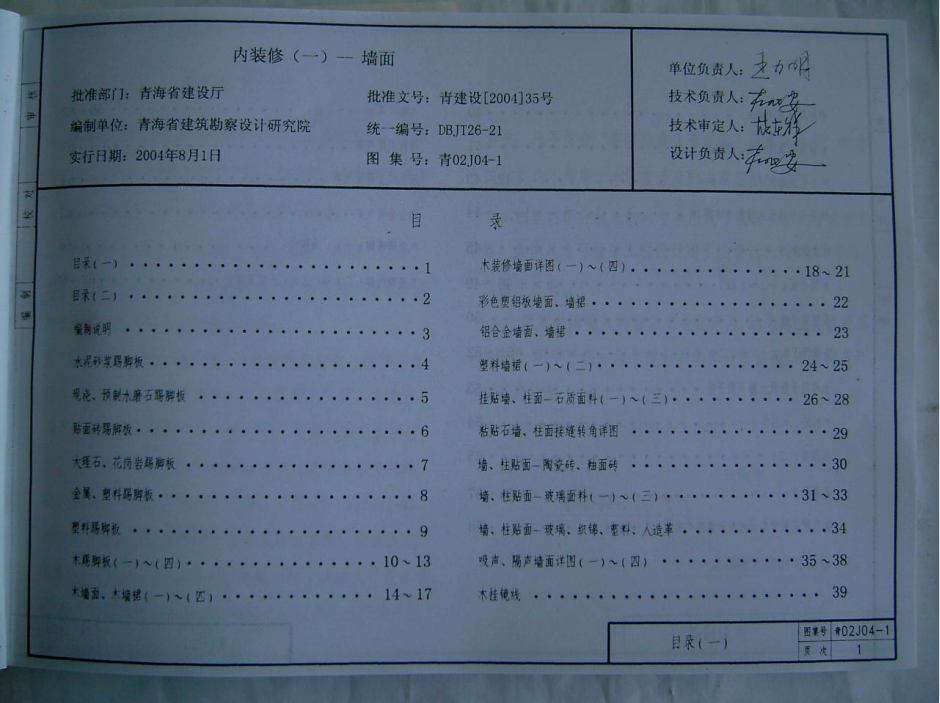 内装修（一）— 墙面
批准部门：青海省建设厅
批准文号：青建设[2004]35号
编制单位：青海省建筑勘察设计研究院
统一编号：DBJT26-21
实行日期：2004年8月1日
图 集 号：青02J04-1
单位负责人：
技术负责人：
技术审定人：
设计负责人：
审 核
校 对
编 制
目 录
目录(一) 1
目录(二) 2
编制说明 3
水泥砂浆踢脚板 4
现浇、预制水磨石踢脚板 5
贴面砖踢脚板 6
大理石、花岗岩踢脚板 7
金属、塑料踢脚板 8
塑料踢脚板 9
木踢脚板(一)～(四) 10～13
木墙面、木墙裙(一)～(四) 14～17
木装修墙面详图(一)～(四) 18～21
彩色塑铝板墙面、墙裙 22
铝合金墙面、墙裙 23
塑料墙裙(一)～(二) 24～25
挂贴墙、柱面—石质面料(一)～(三) 26～28
粘贴石墙、柱面接缝转角详图 29
墙、柱贴面—陶瓷砖、釉面砖 30
墙、柱贴面—玻璃面料(一)～(三) 31～33
墙、柱贴面—玻璃、织锦、塑料、人造革 34
吸声、隔声墙面详图(一)～(四) 35～38
木挂镜线 39
目录(一)
图集号 青02J04-1
页 次 1